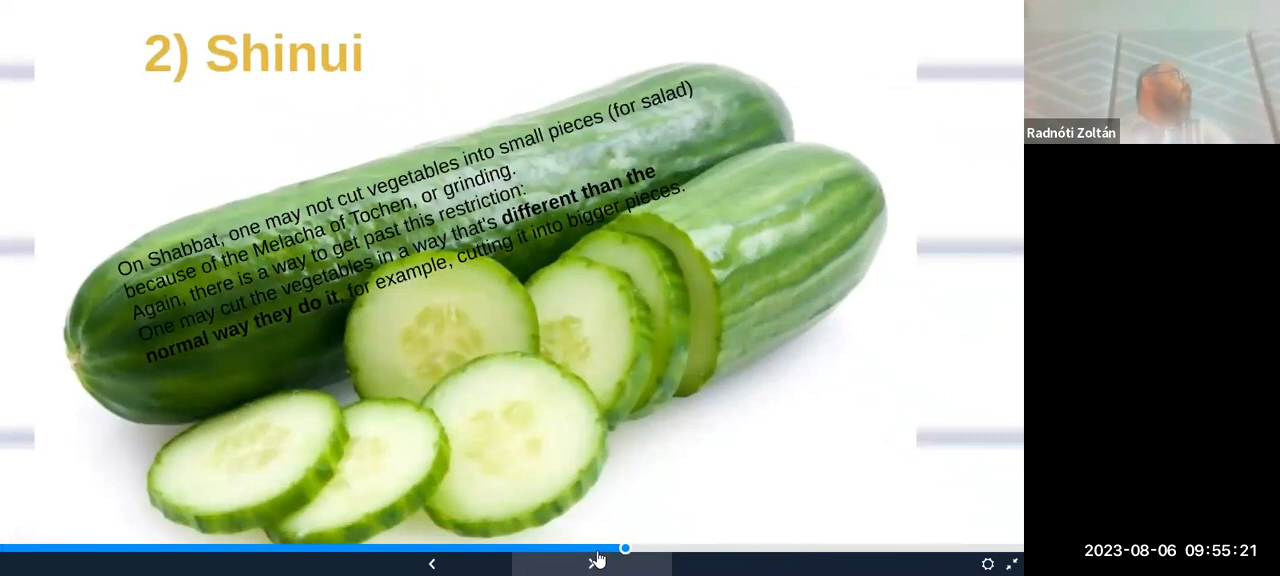 2) Shinui
On Shabbat, one may not cut vegetables into small pieces (for salad)
because of the Melacha of Tochen, or grinding.
Again, there is a way to get past this restriction:
One may cut the vegetables in a way that's different than the
normal way they do it, for example, cutting it into bigger pieces.
Radnóti Zoltán
2023-08-06 09:55:21